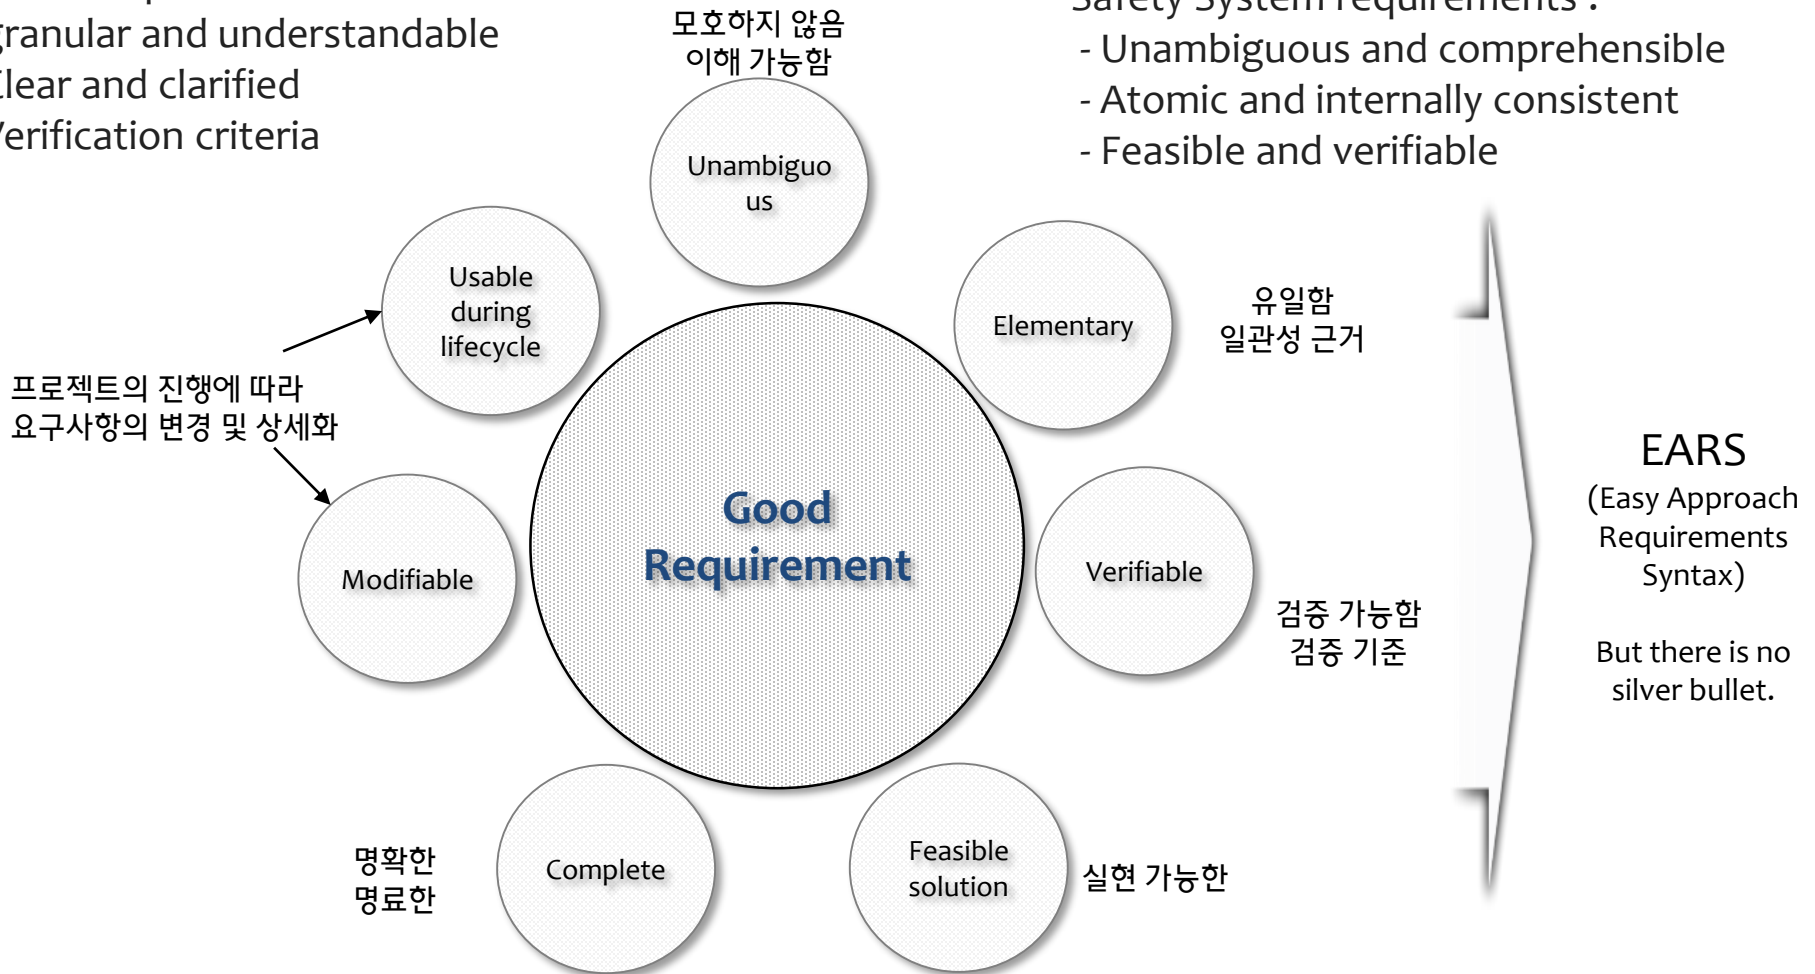 granular and understandable
Clear and clarified
Verification criteria
모호하지 않음
이해 가능함
Safety System requirements :
- Unambiguous and comprehensible
- Atomic and internally consistent
- Feasible and verifiable
Unambiguo
us
Usable
during
lifecycle
Elementary
유일함
일관성 근거
프로젝트의 진행에 따라
요구사항의 변경 및 상세화
Good
Requirement
Modifiable
Verifiable
검증 가능함
검증 기준
EARS
(Easy Approach
Requirements
Syntax)
But there is no
silver bullet.
명확한
명료한
Complete
Feasible
solution
실현 가능한